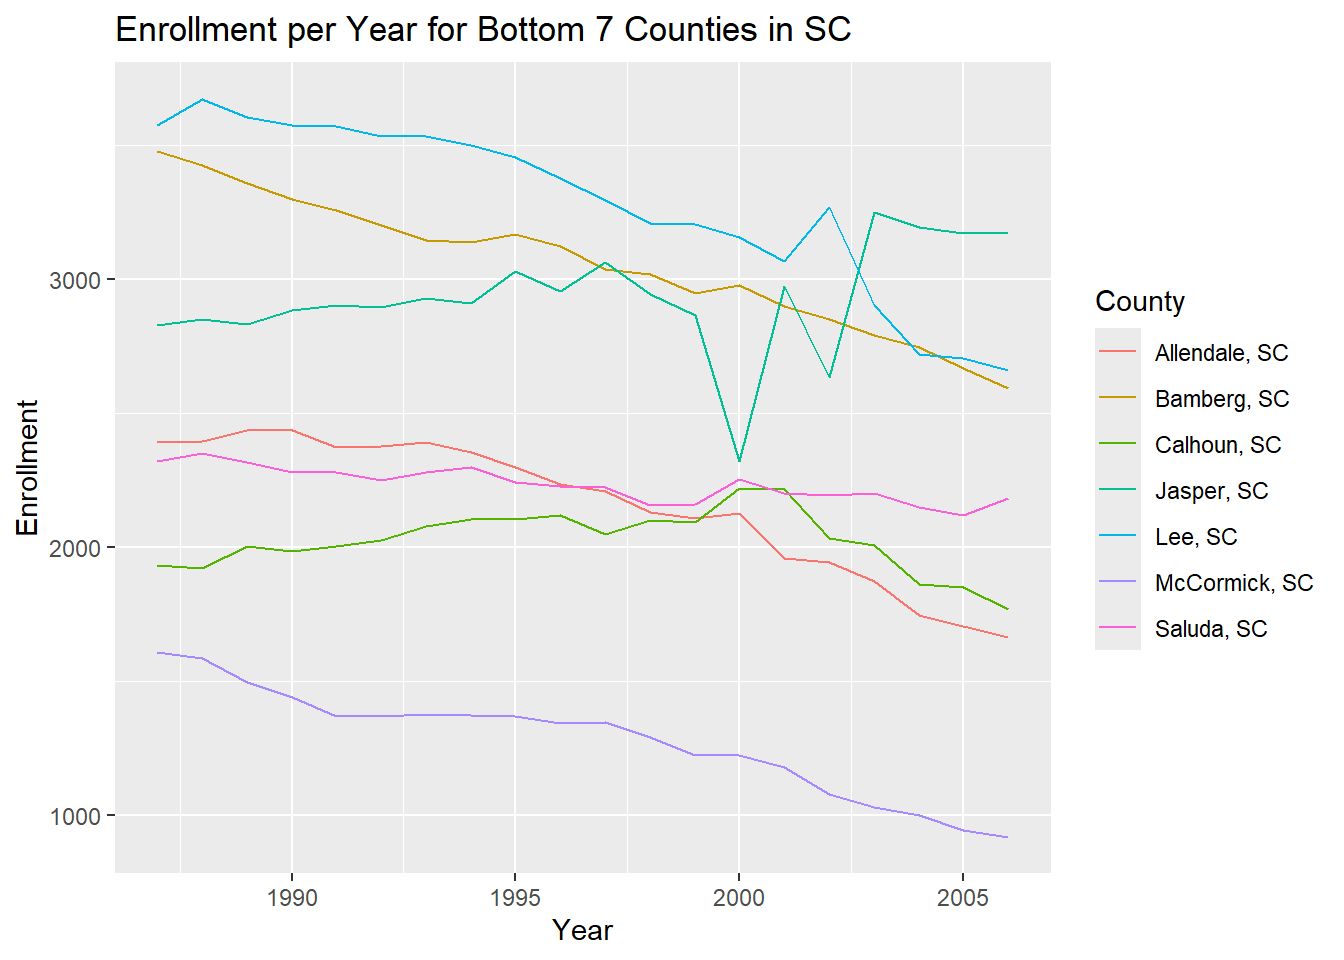 Enrollment per Year for Bottom 7 Counties in SC
Enrollment
3000
2000
1000
1990
1995
2000
2005
Year
County
Allendale, SC
Bamberg, SC
Calhoun, SC
Jasper, SC
Lee, SC
McCormick, SC
Saluda, SC